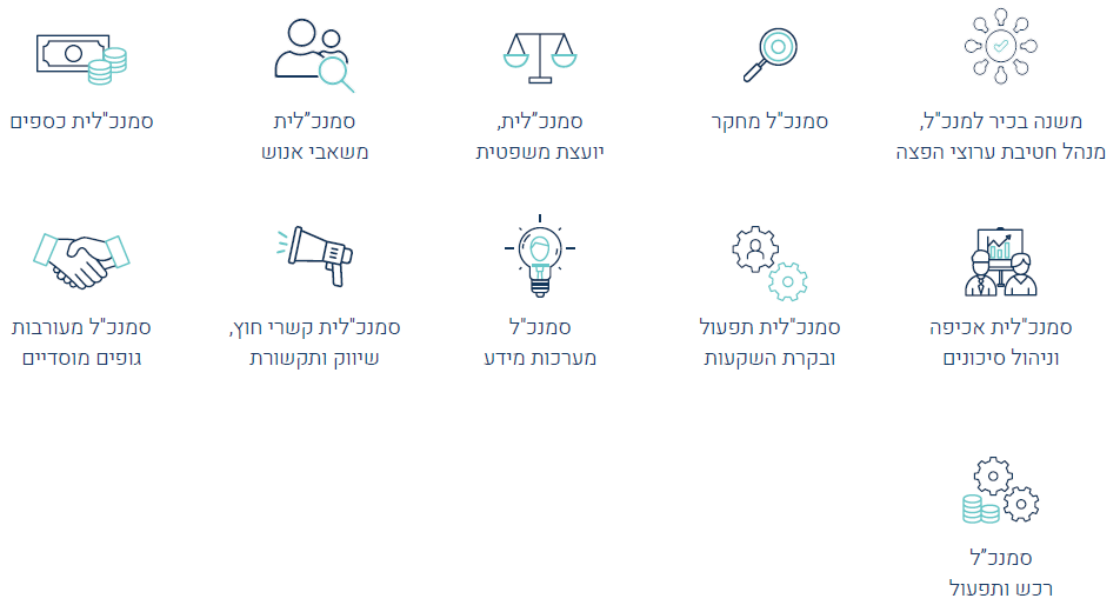 משנה בכיר למנכ"ל,
מנהל חטיבת ערוצי הפצה
סמנכ"ל מחקר
סמנכ"לית,
יועצת משפטית
סמנכ"לית
משאבי אנוש
סמנכ"לית כספים
סמנכ"לית אכיפה
וניהול סיכונים
סמנכ"לית תפעול
ובקרת השקעות
סמנכ"ל
מערכות מידע
סמנכ"לית קשרי חוץ,
שיווק ותקשורת
סמנכ"ל מעורבות
גופים מוסדיים
סמנכ"ל
רכש ותפעול